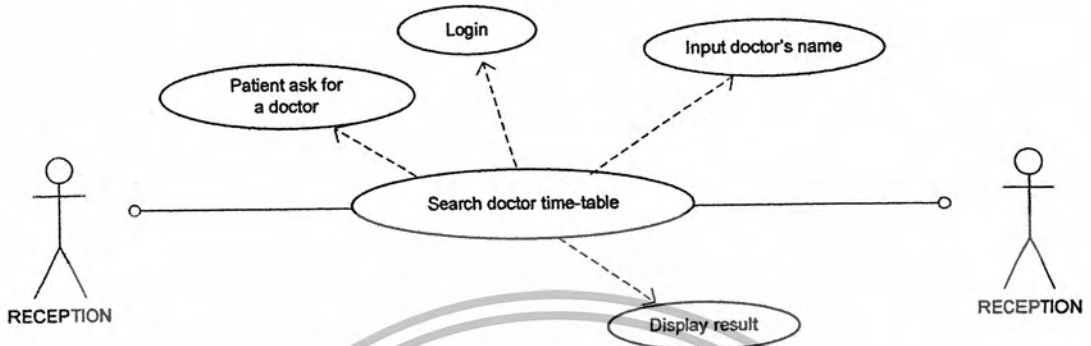 Login
Input doctor's name
Patient ask for
a doctor
Search doctor time-table
RECEPTION
RECEPTION
Display result